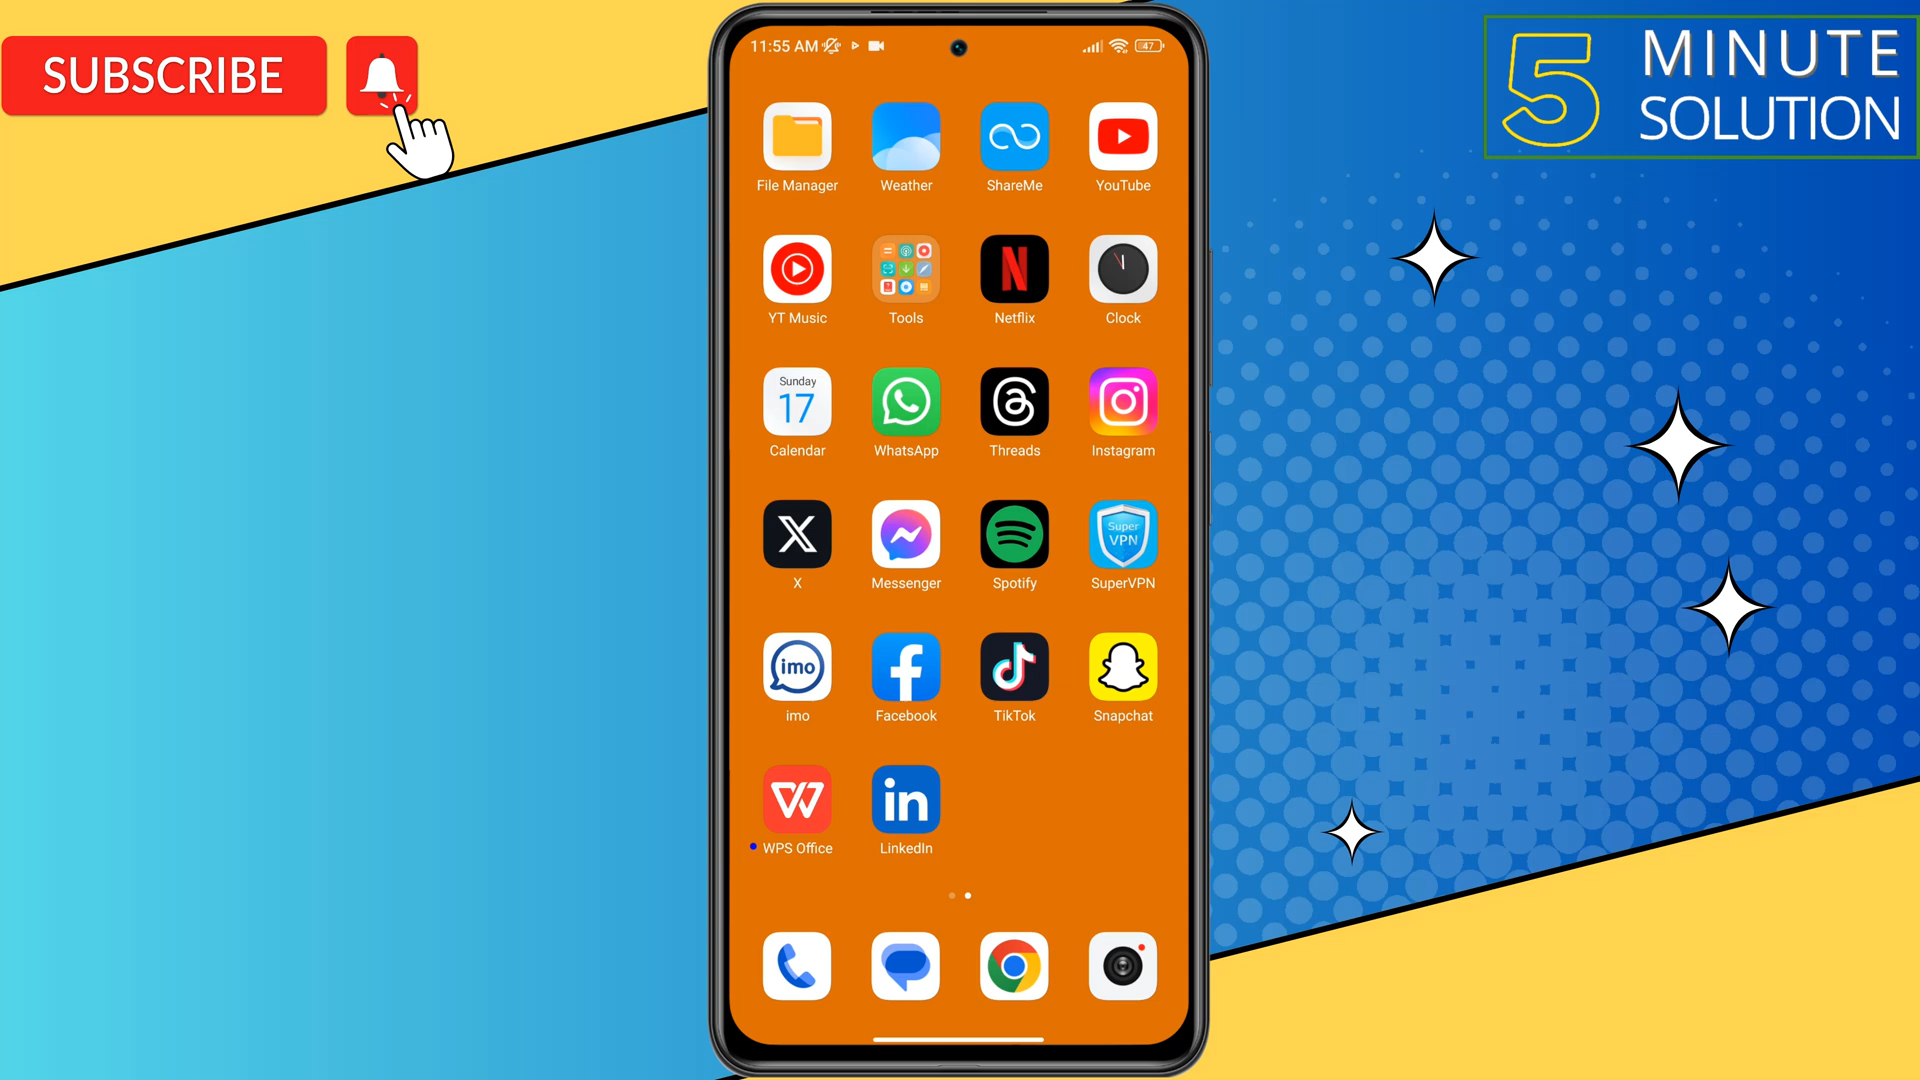 SUBSCRIBE
5 MINUTE
SOLUTION
11:55 AM
47
File Manager
Weather
ShareMe
YouTube
YT Music
Tools
Netflix
Clock
Sunday
17
Calendar
WhatsApp
Threads
Instagram
X
Messenger
Spotify
Super
VPN
SuperVPN
imo
imo
Facebook
TikTok
Snapchat
in
WPS Office
LinkedIn